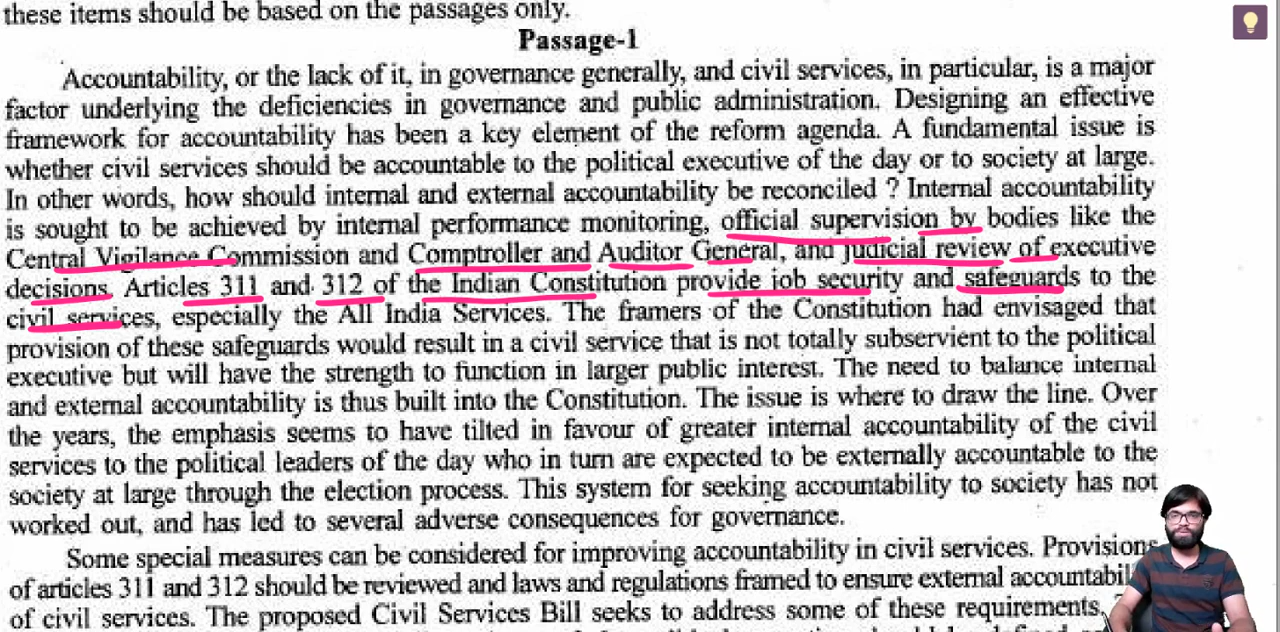 these items should be based on the passages only.
Passage-1
Accountability, or the lack of it, in governance generally, and civil services, in particular, is a major
factor underlying the deficiencies in governance and public administration. Designing an effective
framework for accountability has been a key element of the reform agenda. A fundamental issue is
whether civil services should be accountable to the political executive of the day or to society at large.
In other words, how should internal and external accountability be reconciled ? Internal accountability
is sought to be achieved by internal performance monitoring, official supervision by bodies like the
Central Vigilance Commission and Comptroller and Auditor General, and judicial review of executive
decisions. Articles 311 and 312 of the Indian Constitution provide job security and safeguards to the
civil services, especially the All India Services. The framers of the Constitution had envisaged that
provision of these safeguards would result in a civil service that is not totally subservient to the political
executive but will have the strength to function in larger public interest. The need to balance internal
and external accountability is thus built into the Constitution. The issue is where to draw the line. Over
the years, the emphasis seems to have tilted in favour of greater internal accountability of the civil
services to the political leaders of the day who in turn are expected to be externally accountable to the
society at large through the election process. This system for seeking accountability to society has not
worked out, and has led to several adverse consequences for governance.
Some special measures can be considered for improving accountability in civil services. Provisions
of articles 311 and 312 should be reviewed and laws and regulations framed to ensure external
of civil services. The proposed Civil Services Bill seeks to address some of these requirements.